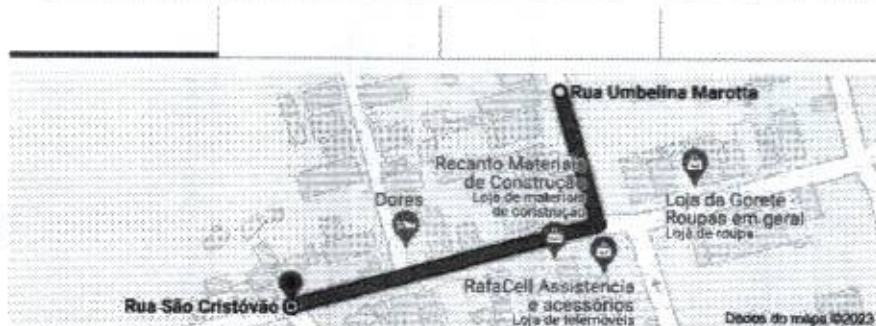 Rua Umbelina Marotta
Recanto Materiais
de Construção
Loja de materiais
de construção
Dores
Loja da Gorete -
Roupas em geral
Loja de roupa
RafaCell Assistencia
e acessórios
Loja de telemóveis
Rua São Cristóvão
Dados do mapa ©2023